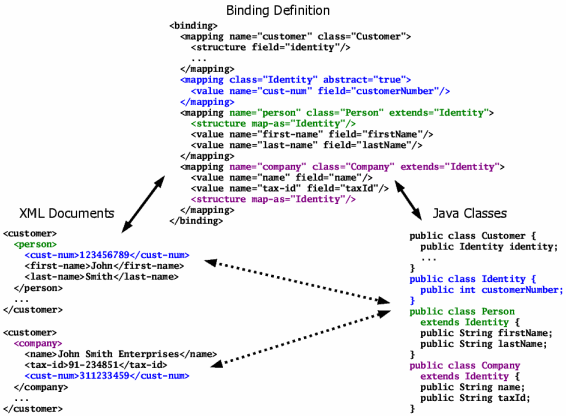 Binding Definition
<binding>
<mapping name="customer" class="Customer">
<structure field="identity"/>
...
</mapping>
<mapping class="Identity" abstract="true">
<value name="cust-num" field="customerNumber"/>
</mapping>
<mapping name="person" class="Person" extends="Identity">
<structure map-as="Identity"/>
<value name="first-name" field="firstName"/>
<value name="last-name" field="lastName"/>
</mapping>
<mapping name="company" class="Company" extends="Identity">
<value name="name" field="name"/>
<value name="tax-id" field="taxId"/>
<structure map-as="Identity"/>
</mapping>
</binding>
XML Documents
<customer>
<person>
<cust-num>123456789</cust-num>
<first-name>John</first-name>
<last-name>Smith</last-name>
</person>
...
</customer>
<customer>
<company>
<name>John Smith Enterprises</name>
<tax-id>91-234851</tax-id>
<cust-num>311233459</cust-num>
</company>
...
</customer>
Java Classes
public class Customer {
public Identity identity;
...
}
public class Identity {
public int customerNumber;
}
public class Person
extends Identity {
public String firstName;
public String lastName;
}
public class Company
extends Identity {
public String name;
public String taxId;
}